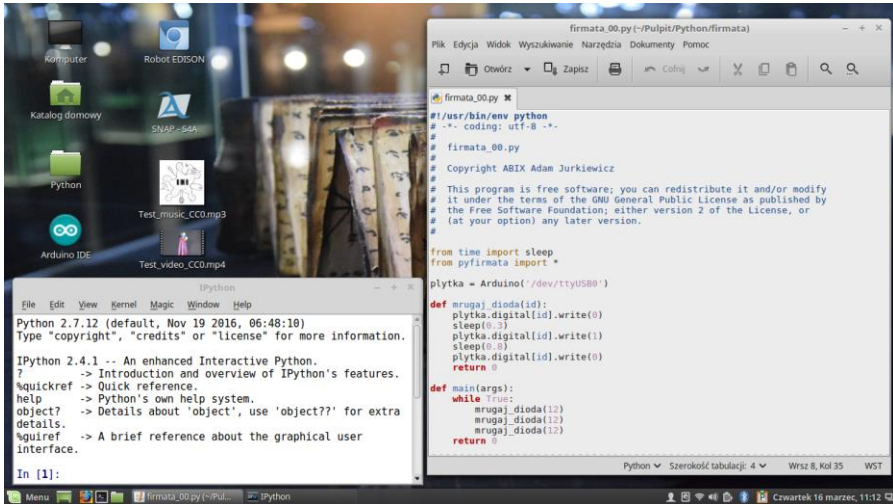 Komputer
Robot EDISON
Katalog domowy
SNAP - S4A
Python
Test_music_CC0.mp3
Arduino IDE
Test_video_CC0.mp4
firmata_00.py (~/Pulpit/Python/firmata)
Plik Edycja Widok Wyszukiwanie Narzędzia Dokumenty Pomoc
Otwórz Zapisz Cofnij
firmata_00.py
#!/usr/bin/env python
# -*- coding: utf-8 -*-
#
#  firmata_00.py
#
#  Copyright ABIX Adam Jurkiewicz
#
#  This program is free software; you can redistribute it and/or modify
#  it under the terms of the GNU General Public License as published by
#  the Free Software Foundation; either version 2 of the License, or
#  (at your option) any later version.
#
from time import sleep
from pyfirmata import *
plytka = Arduino('/dev/ttyUSB0')
def mrugaj_dioda(id):
    plytka.digital[id].write(0)
    sleep(0.3)
    plytka.digital[id].write(1)
    sleep(0.8)
    plytka.digital[id].write(0)
    return 0
def main(args):
    while True:
        mrugaj_dioda(12)
        mrugaj_dioda(12)
        mrugaj_dioda(12)
    return 0
Python Szerokość tabulacji: 4 Wrsz 8, Kol 35 WST
IPython
File Edit View Kernel Magic Window Help
Python 2.7.12 (default, Nov 19 2016, 06:48:10)
Type "copyright", "credits" or "license" for more information.
IPython 2.4.1 -- An enhanced Interactive Python.
?         -> Introduction and overview of IPython's features.
%quickref -> Quick reference.
help      -> Python's own help system.
object?   -> Details about 'object', use 'object??' for extra
details.
%guiref   -> A brief reference about the graphical user
interface.
In [1]:
Menu firmata_00.py (~/Pul... IPython Czwartek 16 marzec, 11:12